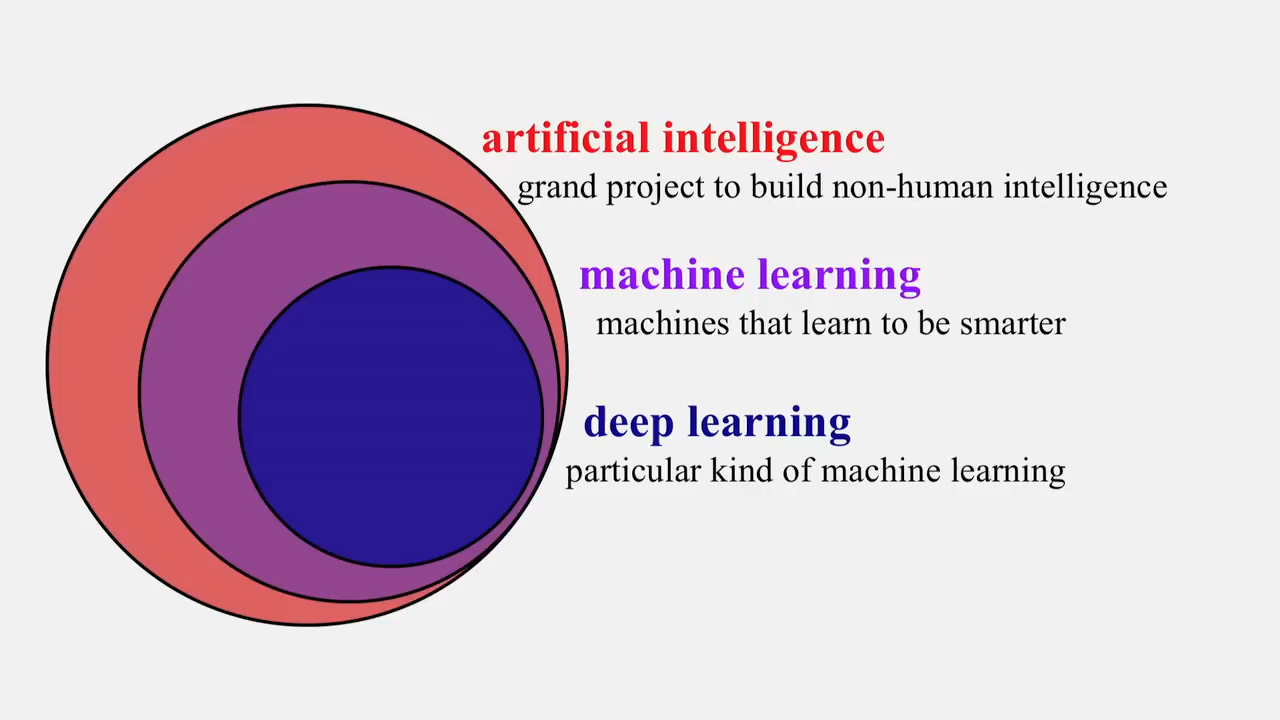 artificial intelligence
grand project to build non-human intelligence
machine learning
machines that learn to be smarter
deep learning
particular kind of machine learning